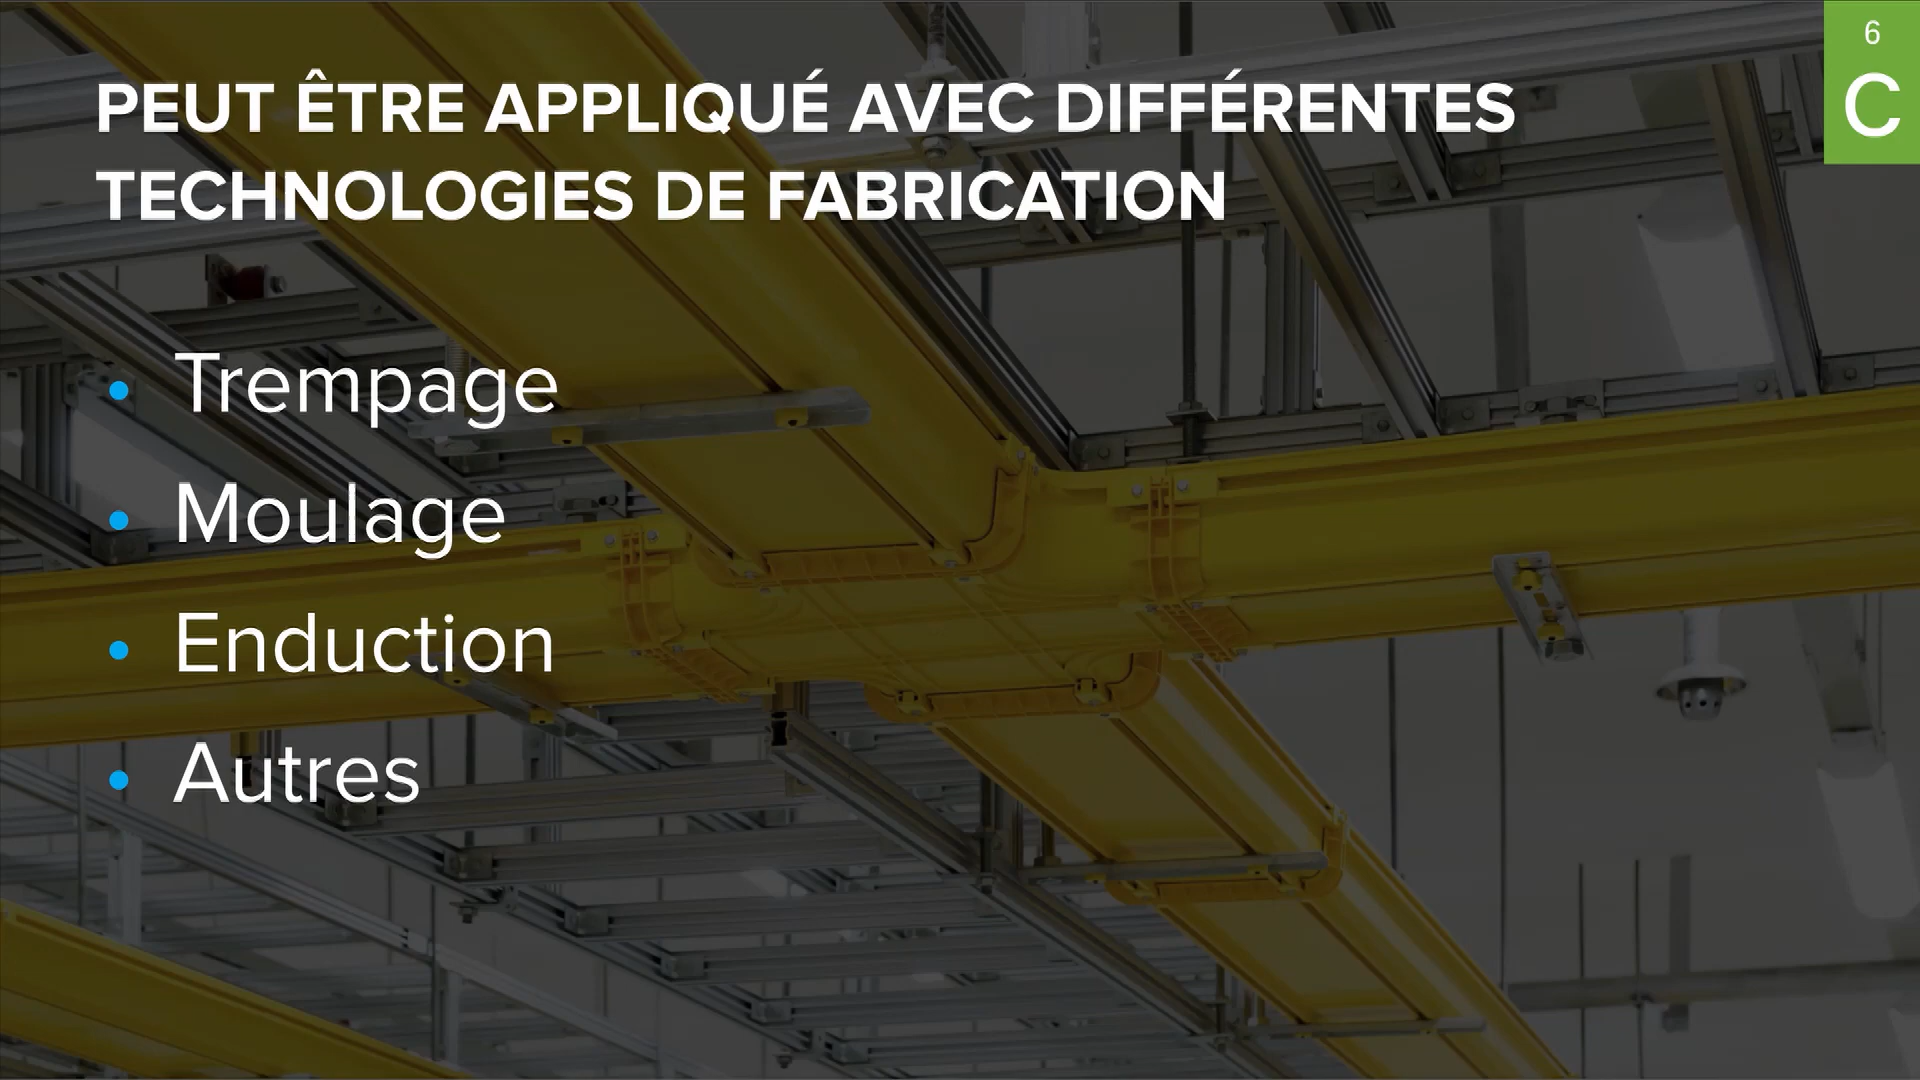 6
C
PEUT ÊTRE APPLIQUÉ AVEC DIFFÉRENTES
TECHNOLOGIES DE FABRICATION
• Trempage
• Moulage
• Enduction
• Autres